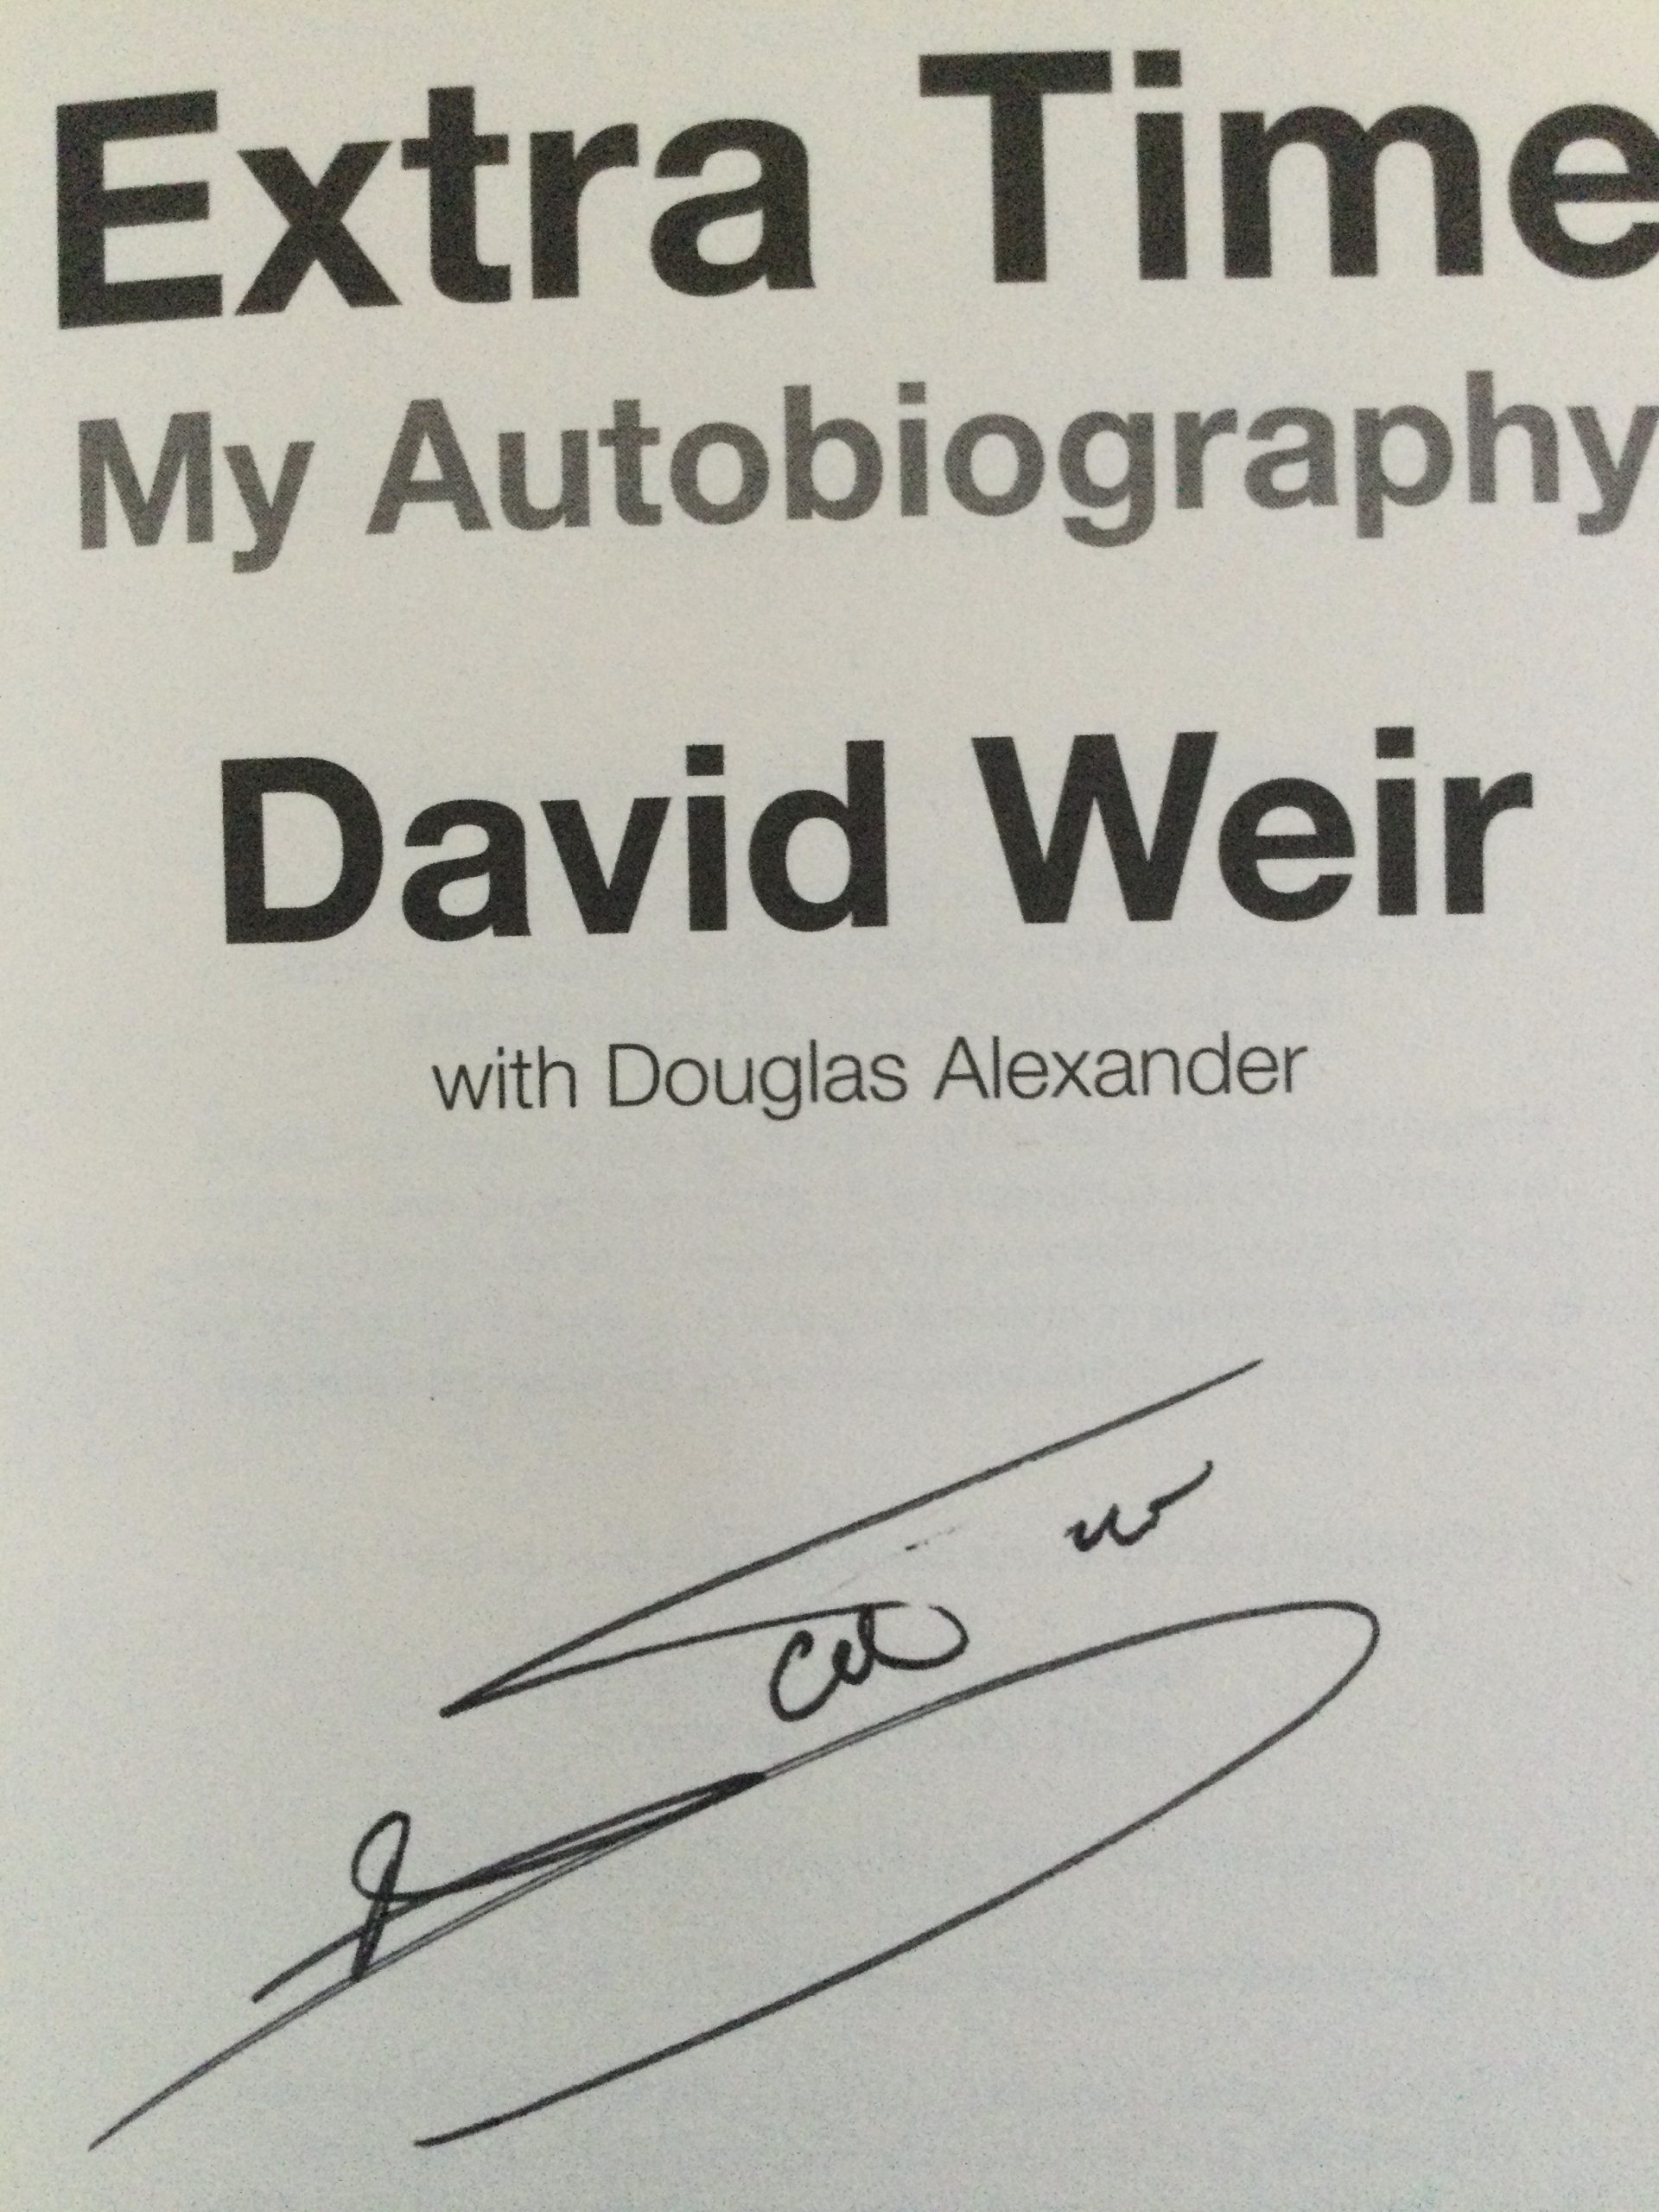 Extra Time
My Autobiography
David Weir
with Douglas Alexander